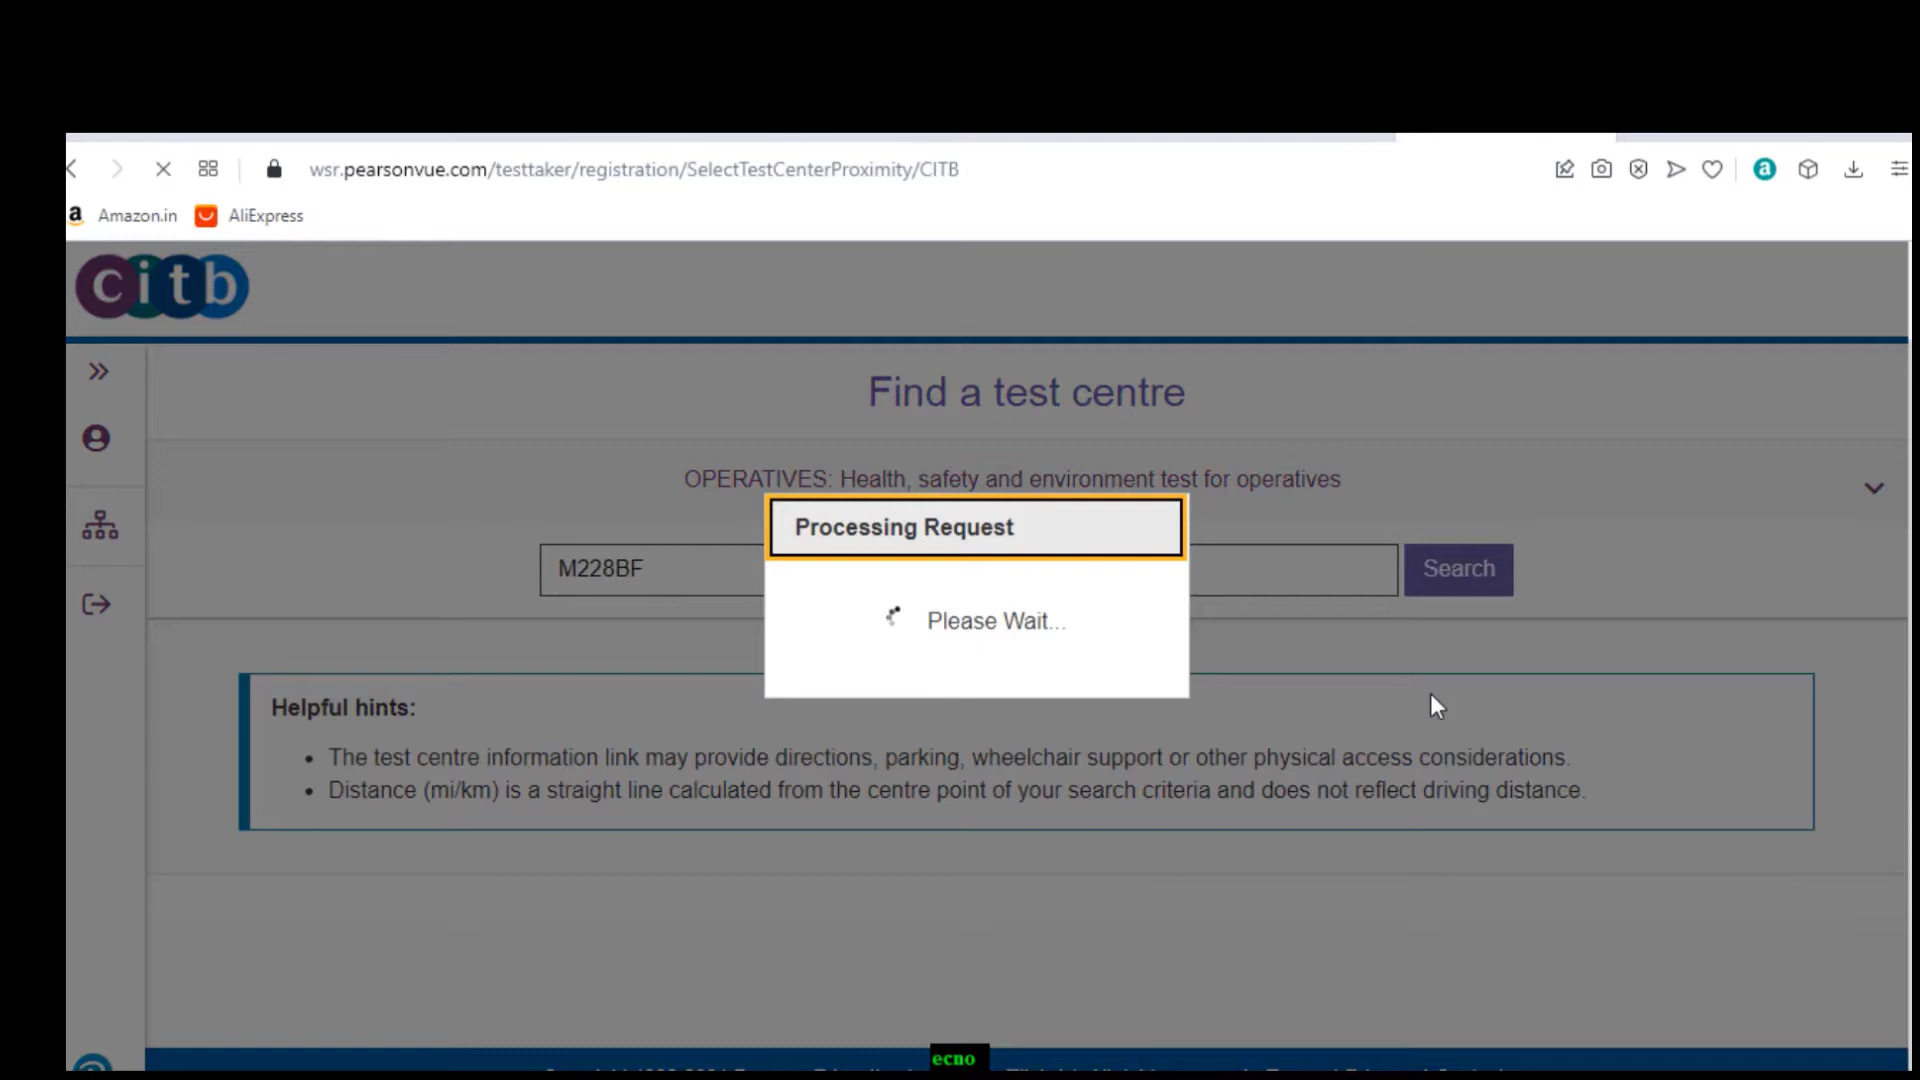 wsr.pearsonvue.com/testtaker/registration/SelectTestCenterProximity/CITB
a
a Amazon.in AliExpress
citb
Find a test centre
OPERATIVES: Health, safety and environment test for operatives
Processing Request
M228BF
Search
Please Wait...
Helpful hints:
• The test centre information link may provide directions, parking, wheelchair support or other physical access considerations.
• Distance (mi/km) is a straight line calculated from the centre point of your search criteria and does not reflect driving distance.
ecno